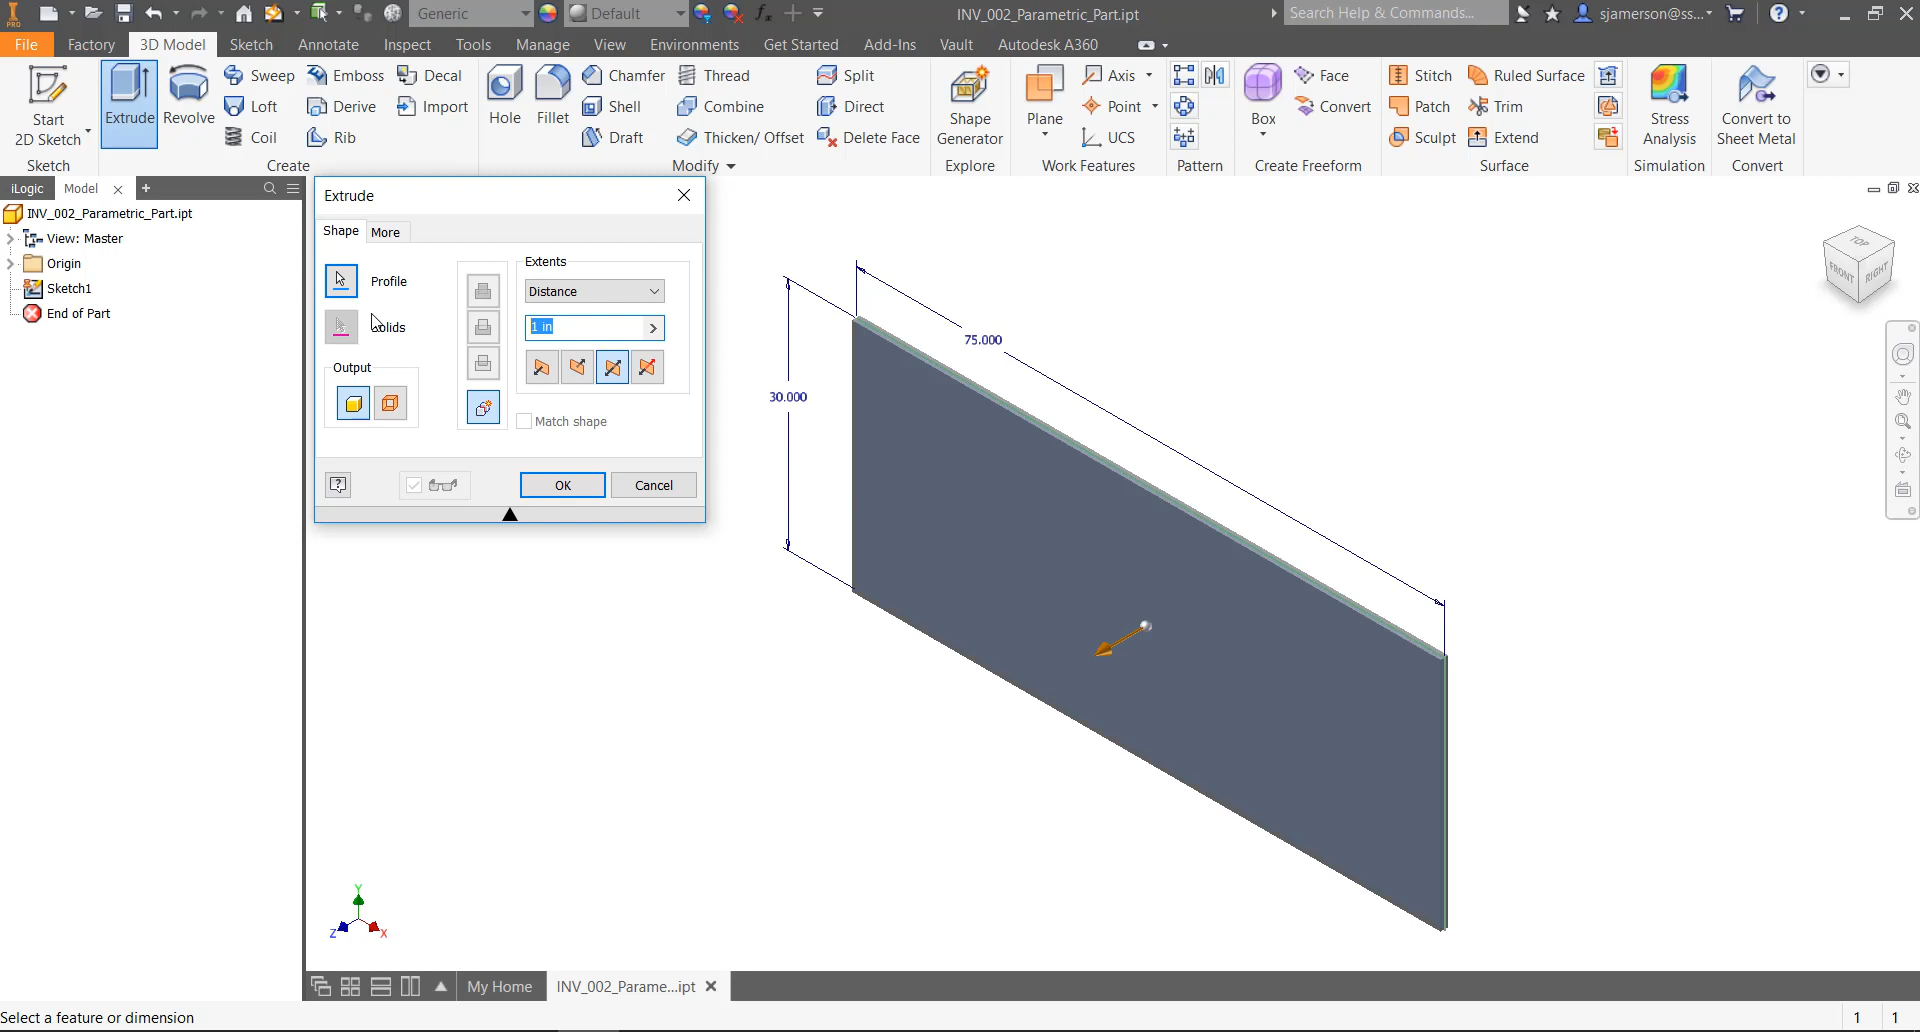 PRO
Generic
Default
fx
INV_002_Parametric_Part.ipt
Search Help & Commands...
sjamerson@ss...
File
Factory
3D Model
Sketch
Annotate
Inspect
Tools
Manage
View
Environments
Get Started
Add-Ins
Vault
Autodesk A360
Start
2D Sketch
Extrude
Revolve
Sweep
Loft
Coil
Emboss
Derive
Rib
Decal
Import
Hole
Fillet
Chamfer
Shell
Draft
Thread
Combine
Thicken/ Offset
Split
Direct
Delete Face
Shape
Generator
Plane
Axis
Point
UCS
Box
Face
Convert
Stitch
Patch
Sculpt
Ruled Surface
Trim
Extend
Stress
Analysis
Convert to
Sheet Metal
Sketch
Create
Modify
Explore
Work Features
Pattern
Create Freeform
Surface
Simulation
Convert
iLogic
Model
INV_002_Parametric_Part.ipt
View: Master
Origin
Sketch1
End of Part
Extrude
Shape
More
Profile
Solids
Output
Extents
Distance
1 in
Match shape
OK
Cancel
75.000
30.000
TOP
FRONT
RIGHT
Y
Z
X
My Home
INV_002_Parame...ipt
Select a feature or dimension
1
1